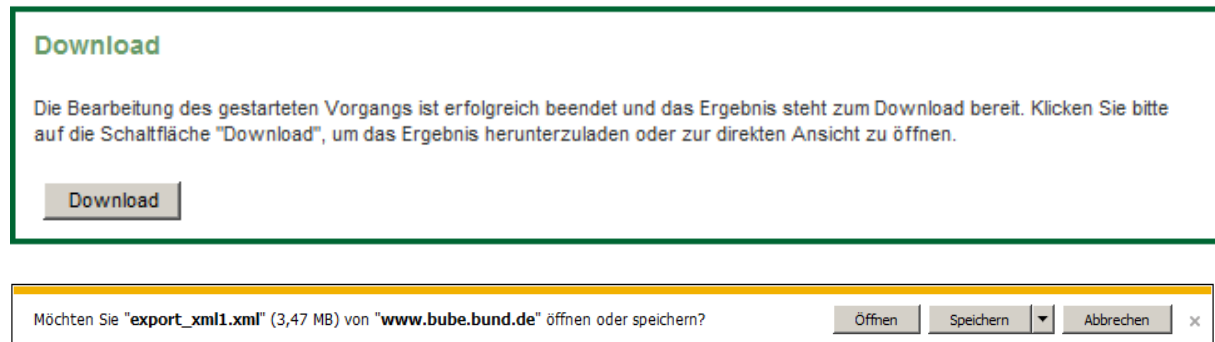 Download
Die Bearbeitung des gestarteten Vorgangs ist erfolgreich beendet und das Ergebnis steht zum Download bereit. Klicken Sie bitte
auf die Schaltfläche "Download", um das Ergebnis herunterzuladen oder zur direkten Ansicht zu öffnen.
Download
Möchten Sie "export_xml1.xml" (3,47 MB) von "www.bube.bund.de" öffnen oder speichern? Öffnen Speichern Abbrechen